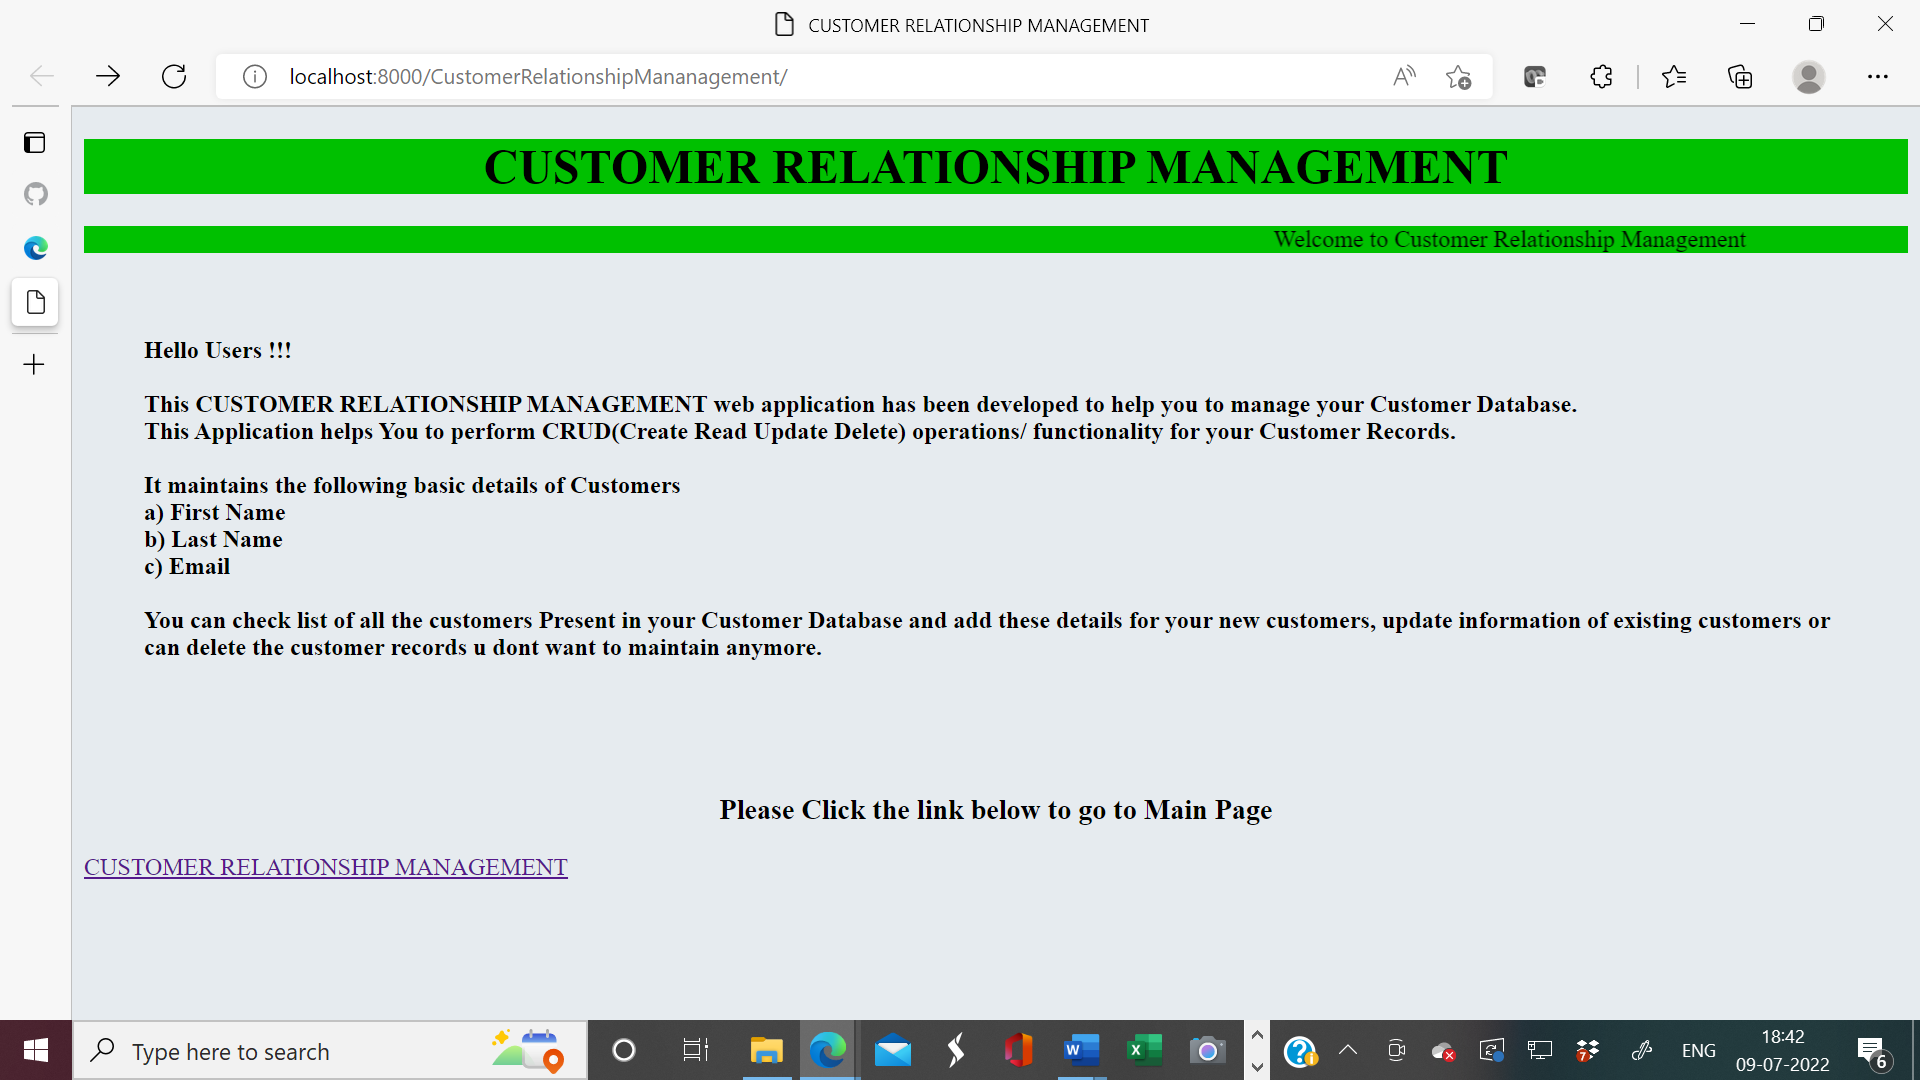 CUSTOMER RELATIONSHIP MANAGEMENT
localhost:8000/CustomerRelationshipMananagement/
CUSTOMER RELATIONSHIP MANAGEMENT
Welcome to Customer Relationship Management
Hello Users !!!
This CUSTOMER RELATIONSHIP MANAGEMENT web application has been developed to help you to manage your Customer Database.
This Application helps You to perform CRUD(Create Read Update Delete) operations/ functionality for your Customer Records.
It maintains the following basic details of Customers
a) First Name
b) Last Name
c) Email
You can check list of all the customers Present in your Customer Database and add these details for your new customers, update information of existing customers or
can delete the customer records u dont want to maintain anymore.
Please Click the link below to go to Main Page
CUSTOMER RELATIONSHIP MANAGEMENT
Type here to search
7
ENG
18:42
09-07-2022
6